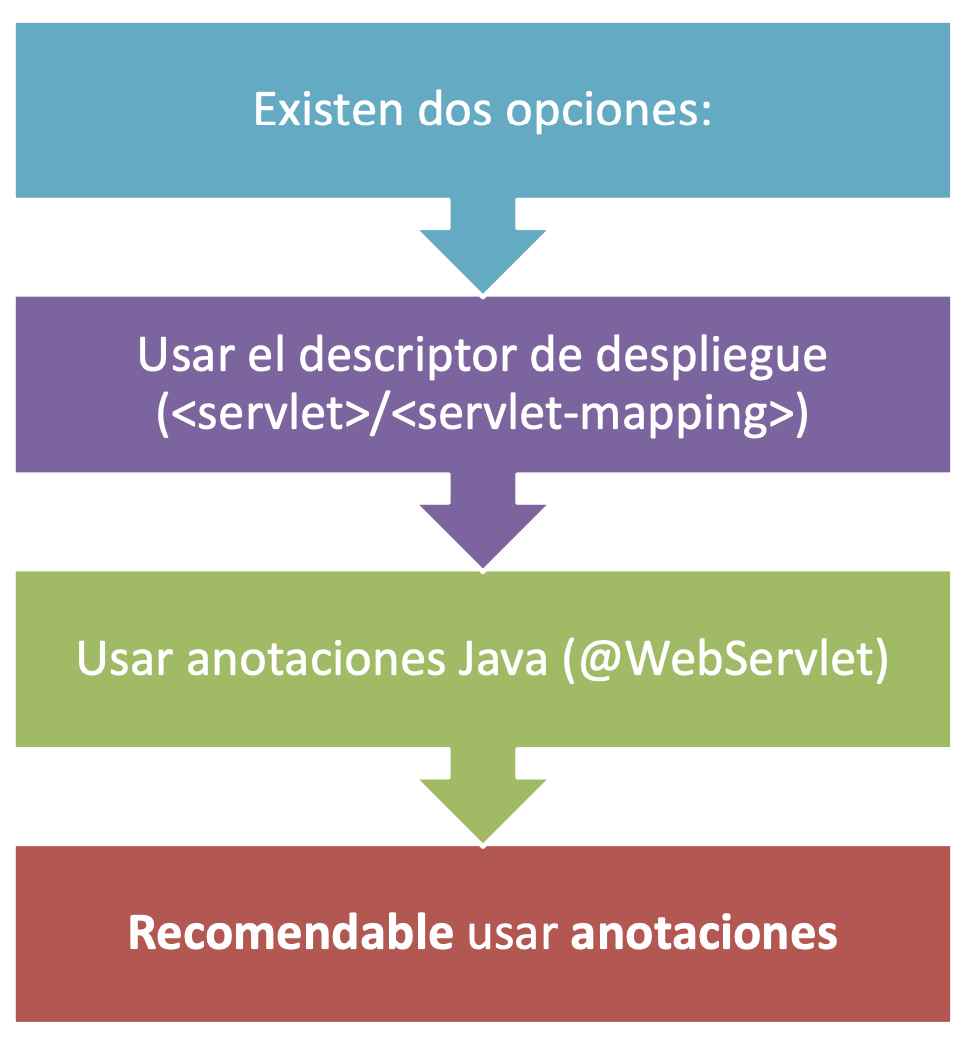 Existen dos opciones:
Usar el descriptor de despliegue
(<servlet>/<servlet-mapping>)
Usar anotaciones Java (@WebServlet)
Recomendable usar anotaciones